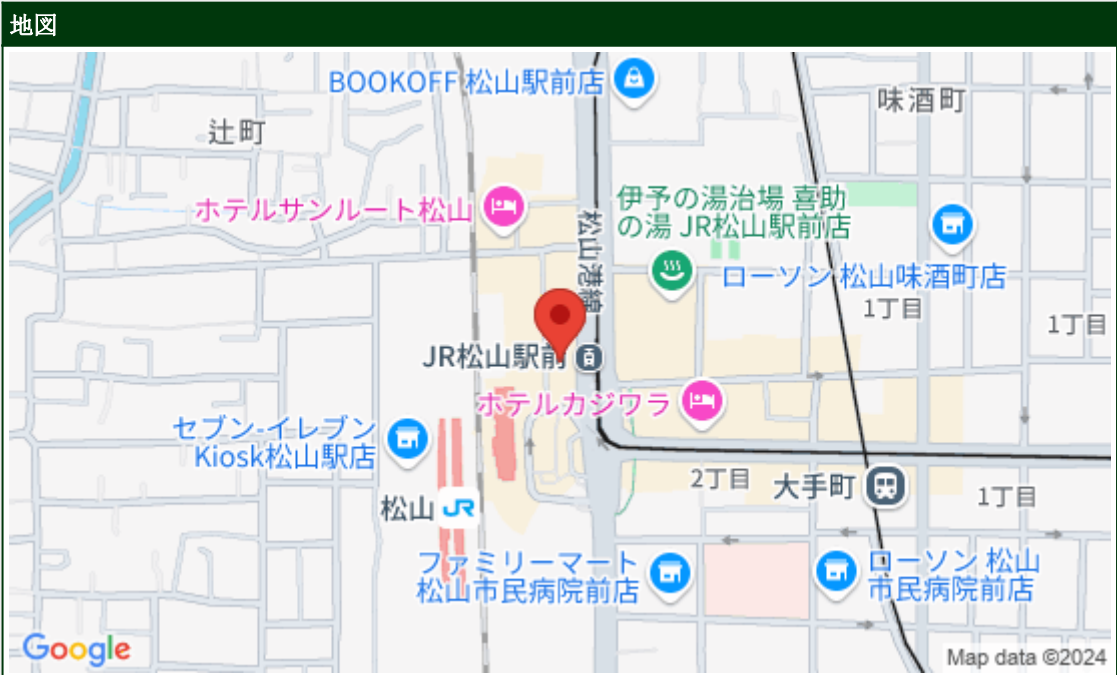 地図
BOOKOFF 松山駅前店
味酒町
辻町
伊予の湯治場 喜助
の湯 JR松山駅前店
ホテルサンルート松山
松山港線
ローソン 松山味酒町店
1丁目
1丁目
JR松山駅前
ホテルカジワラ
セブン-イレブン
Kiosk松山駅店
2丁目
大手町
1丁目
松山 JR
ファミリーマート
松山市民病院前店
ローソン 松山
市民病院前店
Google
Map data ©2024